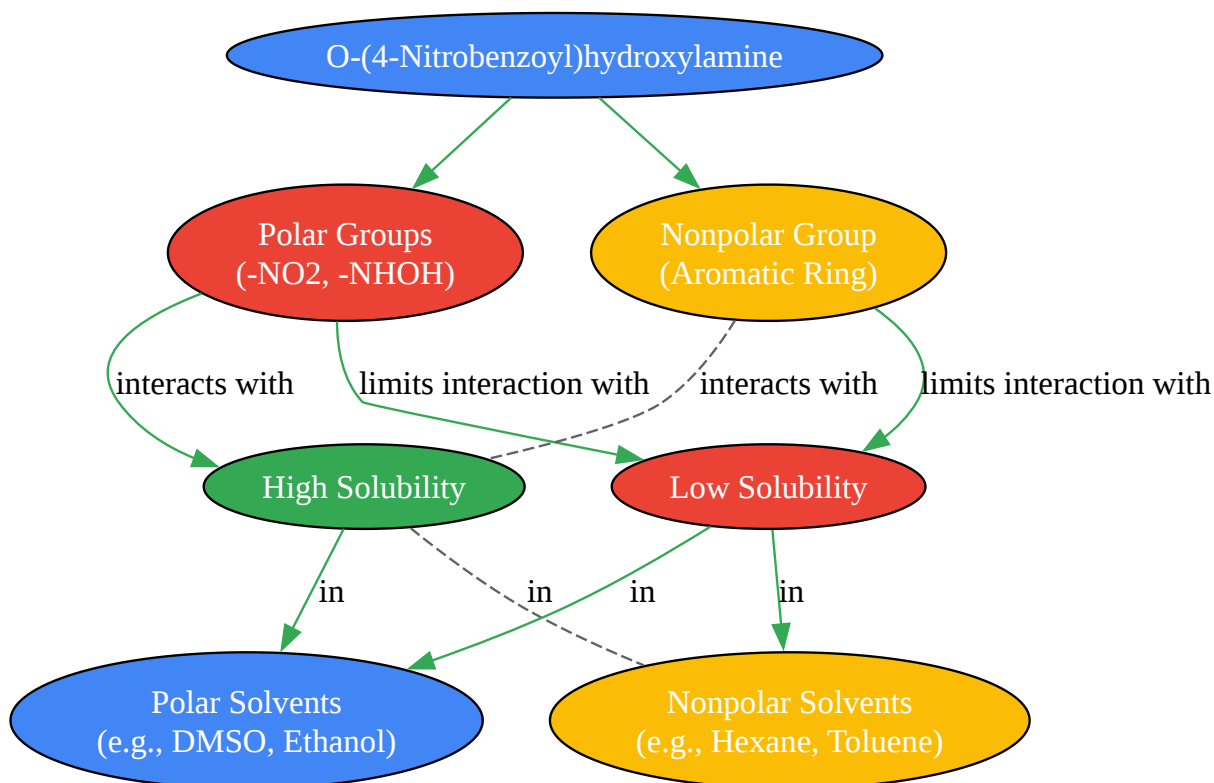 O-(4-Nitrobenzoyl)hydroxylamine
Polar Groups
(-NO2, -NHOH)
Nonpolar Group
(Aromatic Ring)
interacts with
limits interaction with
interacts with
limits interaction with
High Solubility
Low Solubility
in
in
in
in
Polar Solvents
(e.g., DMSO, Ethanol)
Nonpolar Solvents
(e.g., Hexane, Toluene)